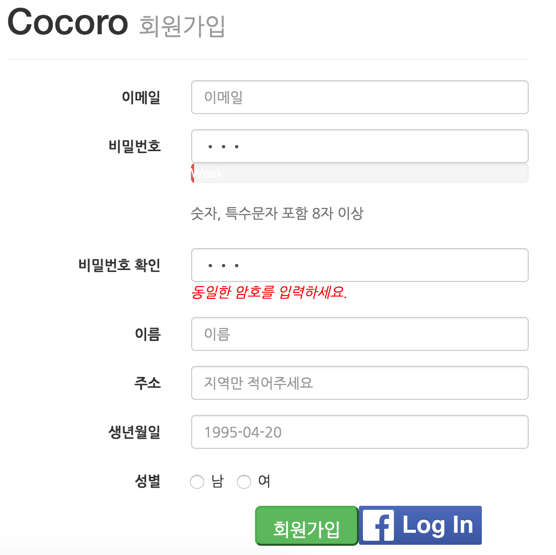 Cocoro 회원가입
이메일 이메일
비밀번호 • • •
Weak
숫자, 특수문자 포함 8자 이상
비밀번호 확인 • • •
동일한 암호를 입력하세요.
이름 이름
주소 지역만 적어주세요
생년월일 1995-04-20
성별 남 여
회원가입 f Log In